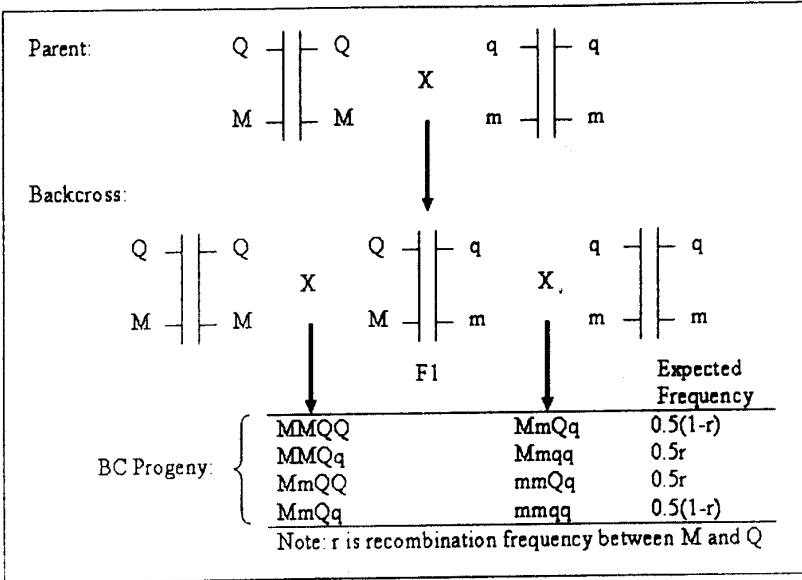 Parent:
Q Q q q
X
M M m m
Backcross:
Q Q Q q q q
X X
M M M m m m
F1
Expected
Frequency
MMQQ MmQq 0.5(1-r)
MMQq Mmqq 0.5r
BC Progeny:
MmQQ mmQq 0.5r
MmQq mmqq 0.5(1-r)
Note: r is recombination frequency between M and Q